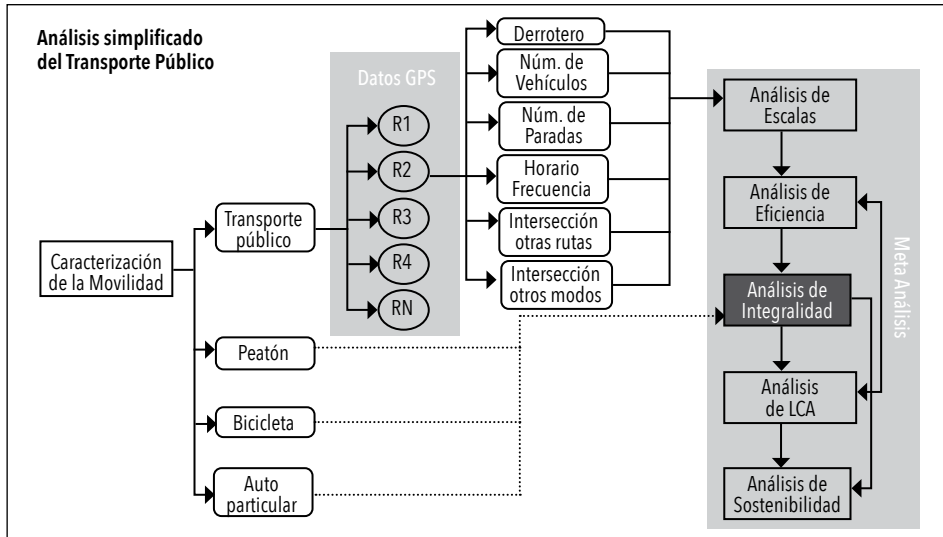 Análisis simplificado
del Transporte Público
Datos GPS
R1
R2
R3
R4
RN
Caracterización
de la Movilidad
Transporte
público
Peatón
Bicicleta
Auto
particular
Derrotero
Núm. de
Vehículos
Núm. de
Paradas
Horario
Frecuencia
Intersección
otras rutas
Intersección
otros modos
Análisis de
Escalas
Análisis de
Eficiencia
Análisis de
Integralidad
Análisis
de LCA
Análisis de
Sostenibilidad
Meta Análisis